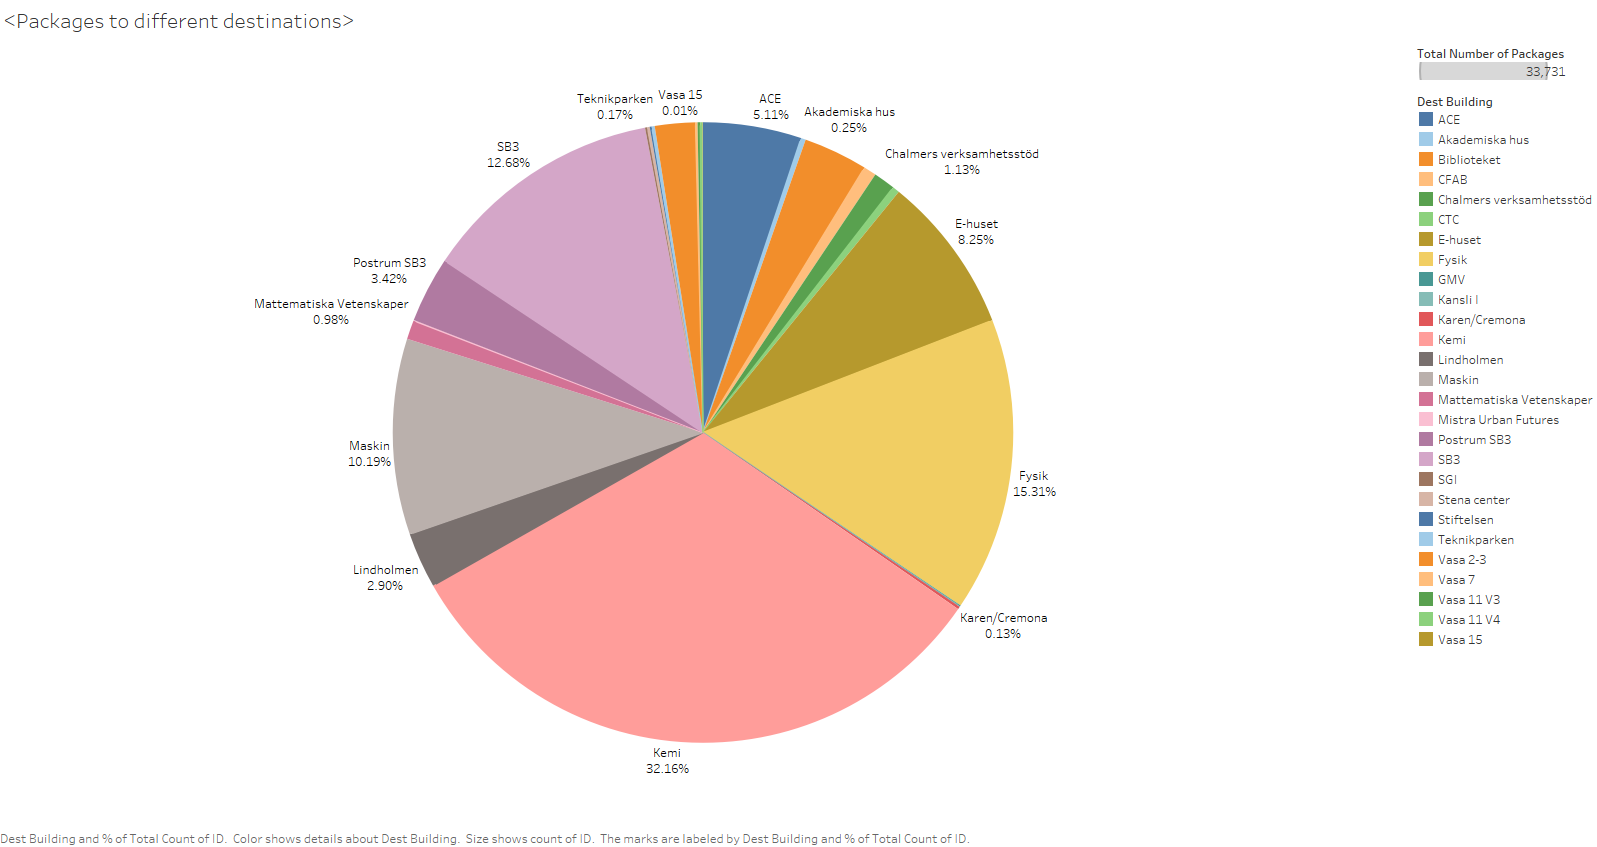 <Packages to different destinations>
Total Number of Packages
33,731
Dest Building
ACE
Akademiska hus
Biblioteket
CFAB
Chalmers verksamhetsstöd
CTC
E-huset
Fysik
GMV
Kansli I
Karen/Cremona
Kemi
Lindholmen
Maskin
Mattematiska Vetenskaper
Mistra Urban Futures
Postrum SB3
SB3
SGI
Stena center
Stiftelsen
Teknikparken
Vasa 2-3
Vasa 7
Vasa 11 V3
Vasa 11 V4
Vasa 15
Teknikparken
0.17%
Vasa 15
0.01%
ACE
5.11%
Akademiska hus
0.25%
Chalmers verksamhetsstöd
1.13%
E-huset
8.25%
Fysik
15.31%
Karen/Cremona
0.13%
Kemi
32.16%
Lindholmen
2.90%
Maskin
10.19%
Mattematiska Vetenskaper
0.98%
Postrum SB3
3.42%
SB3
12.68%
Dest Building and % of Total Count of ID.  Color shows details about Dest Building.  Size shows count of ID.  The marks are labeled by Dest Building and % of Total Count of ID.